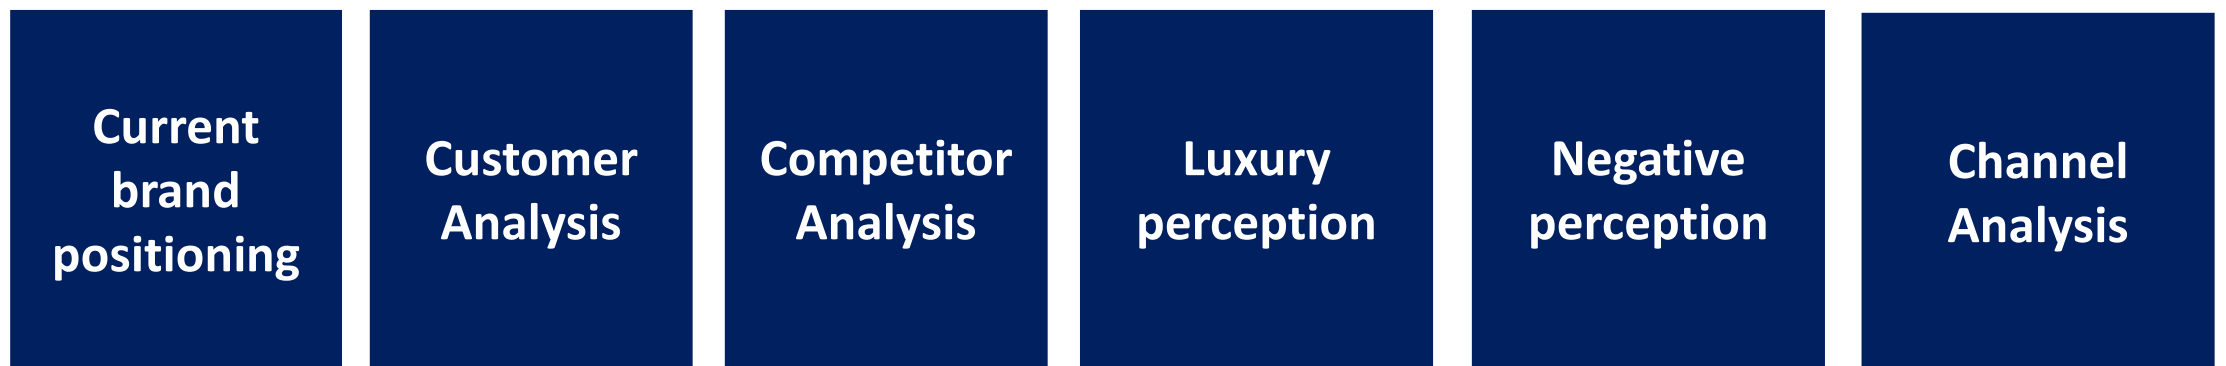 Current
brand
positioning
Customer
Analysis
Competitor
Analysis
Luxury
perception
Negative
perception
Channel
Analysis